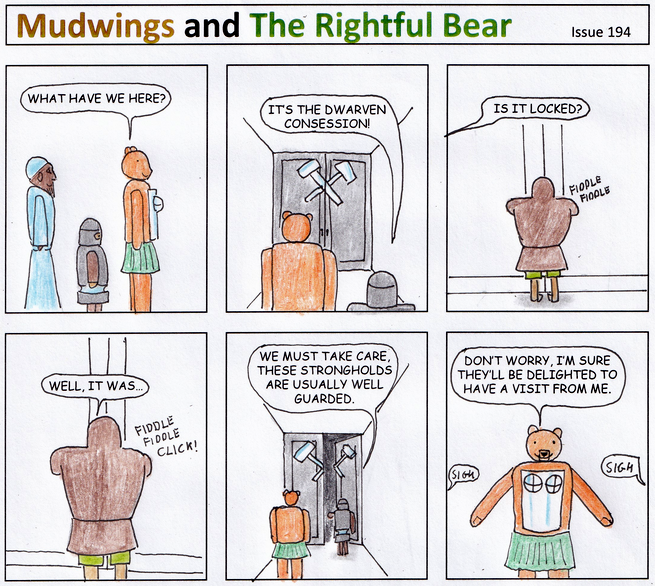 Mudwings and The Rightful Bear
Issue 194
WHAT HAVE WE HERE?
IT'S THE DWARVEN
CONSESSION!
IS IT LOCKED?
FIDDLE
FIDDLE
WELL, IT WAS...
FIDDLE
FIDDLE
CLICK!
WE MUST TAKE CARE,
THESE STRONGHOLDS
ARE USUALLY WELL
GUARDED.
DON'T WORRY, I'M SURE
THEY'LL BE DELIGHTED TO
HAVE A VISIT FROM ME.
SIGH
SIGH